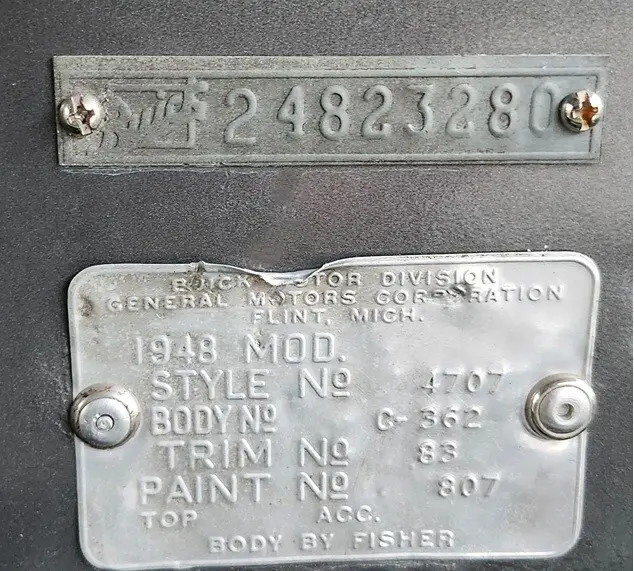 Buick 8 24823280
BUICK MOTOR DIVISION
GENERAL MOTORS CORPORATION
FLINT, MICH.
1948 MOD.
STYLE Nº 4707
BODY Nº C-362
TRIM Nº 83
PAINT Nº 807
TOP ACC.
BODY BY FISHER